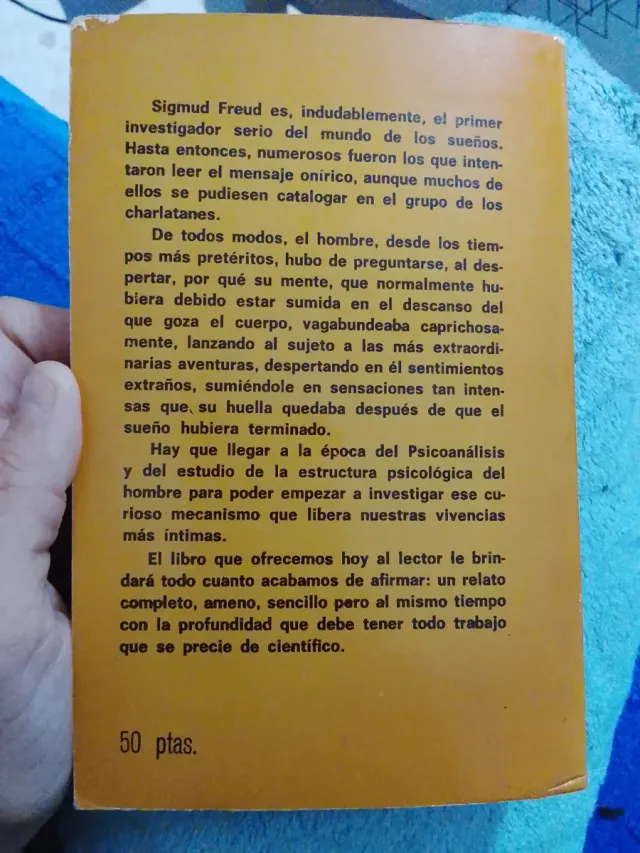 Sigmud Freud es, indudablemente, el primer
investigador serio del mundo de los sueños.
Hasta entonces, numerosos fueron los que inten-
taron leer el mensaje onírico, aunque muchos de
ellos se pudiesen catalogar en el grupo de los
charlatanes.
De todos modos, el hombre, desde los tiem-
pos más pretéritos, hubo de preguntarse, al des-
pertar, por qué su mente, que normalmente hu-
biera debido estar sumida en el descanso del
que goza el cuerpo, vagabundeaba caprichosa-
mente, lanzando al sujeto a las más extraordi-
narias aventuras, despertando en él sentimientos
extraños, sumiéndole en sensaciones tan inten-
sas que su huella quedaba después de que el
sueño hubiera terminado.
Hay que llegar a la época del Psicoanálisis
y del estudio de la estructura psicológica del
hombre para poder empezar a investigar ese cu-
rioso mecanismo que libera nuestras vivencias
más íntimas.
El libro que ofrecemos hoy al lector le brin-
dará todo cuanto acabamos de afirmar: un relato
completo, ameno, sencillo pero al mismo tiempo
con la profundidad que debe tener todo trabajo
que se precie de científico.
50 ptas.